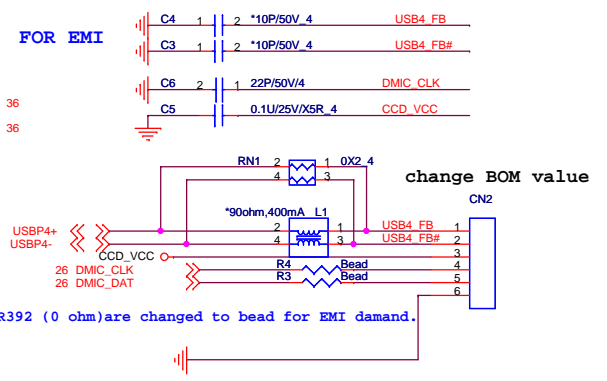 FOR EMI
C4 1 2 *10P/50V_4 USB4_FB
C3 1 2 *10P/50V_4 USB4_FB#
C6 2 1 22P/50V/4 DMIC_CLK
C5 0.1U/25V/X5R_4 CCD_VCC
36
36
RN1 2 1 0X2_4
4 3
change BOM value
CN2
*90ohm,400mA L1
USBP4+ 2 1 USB4_FB 1
USBP4- 4 3 USB4_FB# 2
CCD_VCC 3
26 DMIC_CLK R4 Bead 4
26 DMIC_DAT R3 Bead 5
6
R392 (0 ohm)are changed to bead for EMI damand.